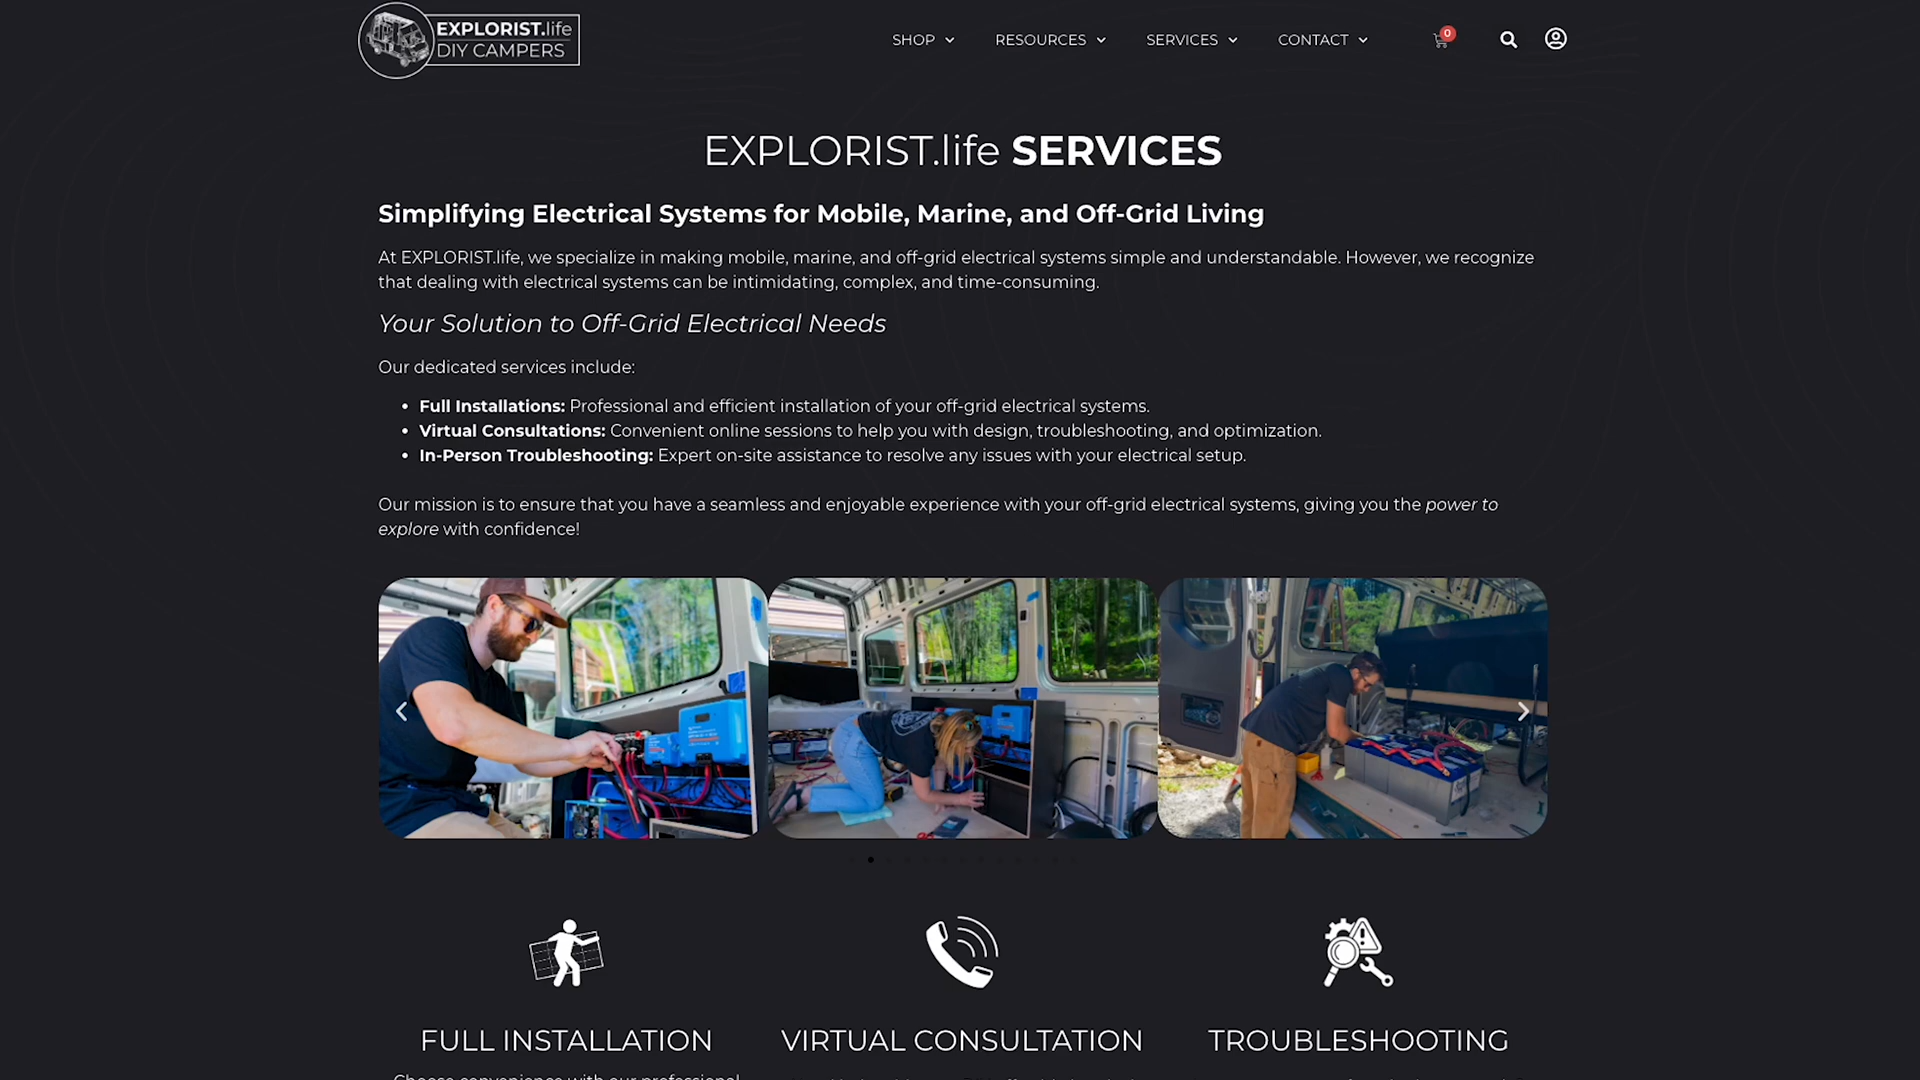 EXPLORIST.life
DIY CAMPERS
SHOP
RESOURCES
SERVICES
CONTACT
0
EXPLORIST.life SERVICES
Simplifying Electrical Systems for Mobile, Marine, and Off-Grid Living
At EXPLORIST.life, we specialize in making mobile, marine, and off-grid electrical systems simple and understandable. However, we recognize
that dealing with electrical systems can be intimidating, complex, and time-consuming.
Your Solution to Off-Grid Electrical Needs
Our dedicated services include:
• Full Installations: Professional and efficient installation of your off-grid electrical systems.
• Virtual Consultations: Convenient online sessions to help you with design, troubleshooting, and optimization.
• In-Person Troubleshooting: Expert on-site assistance to resolve any issues with your electrical setup.
Our mission is to ensure that you have a seamless and enjoyable experience with your off-grid electrical systems, giving you the power to
explore with confidence!
FULL INSTALLATION
VIRTUAL CONSULTATION
TROUBLESHOOTING
Choose convenience with our professional